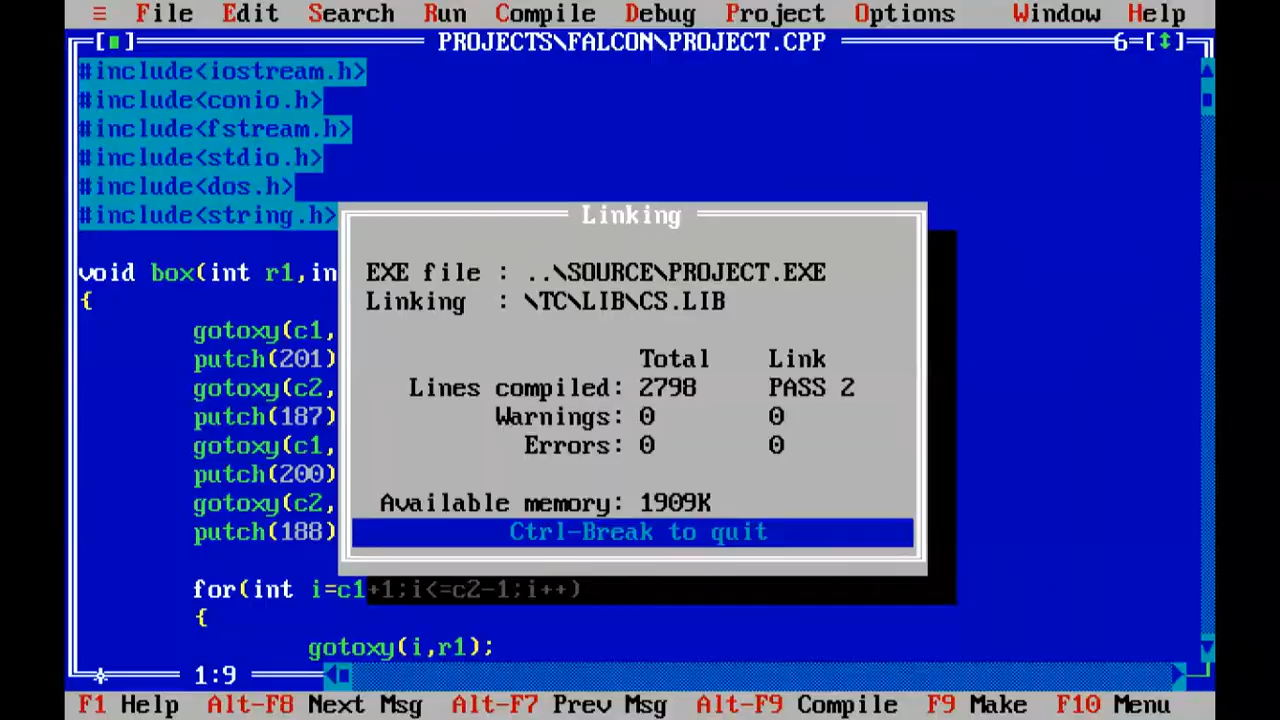 ≡ File Edit Search Run Compile Debug Project Options Window Help
[■] PROJECTS\FALCON\PROJECT.CPP 6=[↕]
#include<iostream.h>
#include<conio.h>
#include<fstream.h>
#include<stdio.h>
#include<dos.h>
#include<string.h>
Linking
void box(int r1,in
EXE file : ..\SOURCE\PROJECT.EXE
{
Linking : \TC\LIB\CS.LIB
gotoxy(c1,
putch(201)
Total Link
gotoxy(c2,
Lines compiled: 2798 PASS 2
putch(187)
Warnings: 0 0
gotoxy(c1,
Errors: 0 0
putch(200)
gotoxy(c2,
Available memory: 1909K
putch(188)
Ctrl-Break to quit
for(int i=c1+1;i<=c2-1;i++)
{
gotoxy(i,r1);
1:9
F1 Help Alt-F8 Next Msg Alt-F7 Prev Msg Alt-F9 Compile F9 Make F10 Menu